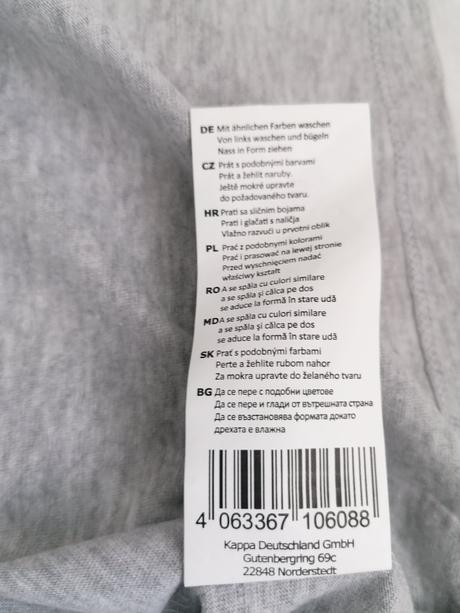 DE Mit ähnlichen Farben waschen
Von links waschen und bügeln
Nass in Form ziehen
CZ Prát s podobnými barvami
Prát a žehlit naruby.
Ještě mokré upravte
do požadovaného tvaru.
HR Prati sa sličnim bojama
Prati i glačati s naličja
Vlažno razvući u prvotni oblik
PL Prać z podobnymi kolorami
Prać i prasować na lewej stronie
Przed wyschnięciem nadać
właściwy kształt
RO A se spăla cu culori similare
a se spăla și călca pe dos
se aduce la formă în stare udă
MD A se spăla cu culori similare
a se spăla și călca pe dos
se aduce la formă în stare udă
SK Prať s podobnými farbami
Perte a žehlite rubom nahor
Za mokra upravte do želaného tvaru
BG Да се пере с подобни цветове
Да се пере и глади от вътрешната страна
Да се възстановява формата докато
дрехата е влажна
4 063367 106088
Kappa Deutschland GmbH
Gutenbergring 69c
22848 Norderstedt